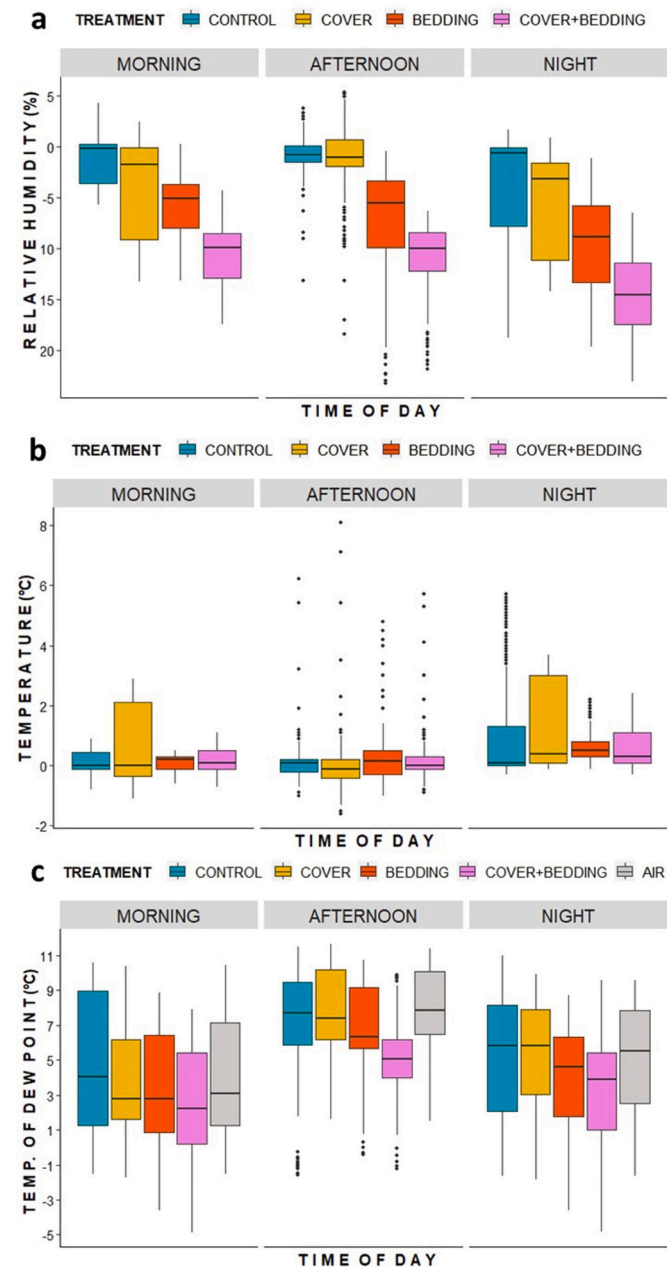 a TREATMENT CONTROL COVER BEDDING COVER+BEDDING
MORNING AFTERNOON NIGHT
RELATIVE HUMIDITY (%)
5
0
-5
10
15
20
TIME OF DAY
b TREATMENT CONTROL COVER BEDDING COVER+BEDDING
MORNING AFTERNOON NIGHT
TEMPERATURE (ºC)
8
6
4
2
0
-2
TIME OF DAY
c TREATMENT CONTROL COVER BEDDING COVER+BEDDING AIR
MORNING AFTERNOON NIGHT
TEMP. OF DEW POINT (ºC)
11
9
7
5
3
1
-1
-3
-5
TIME OF DAY